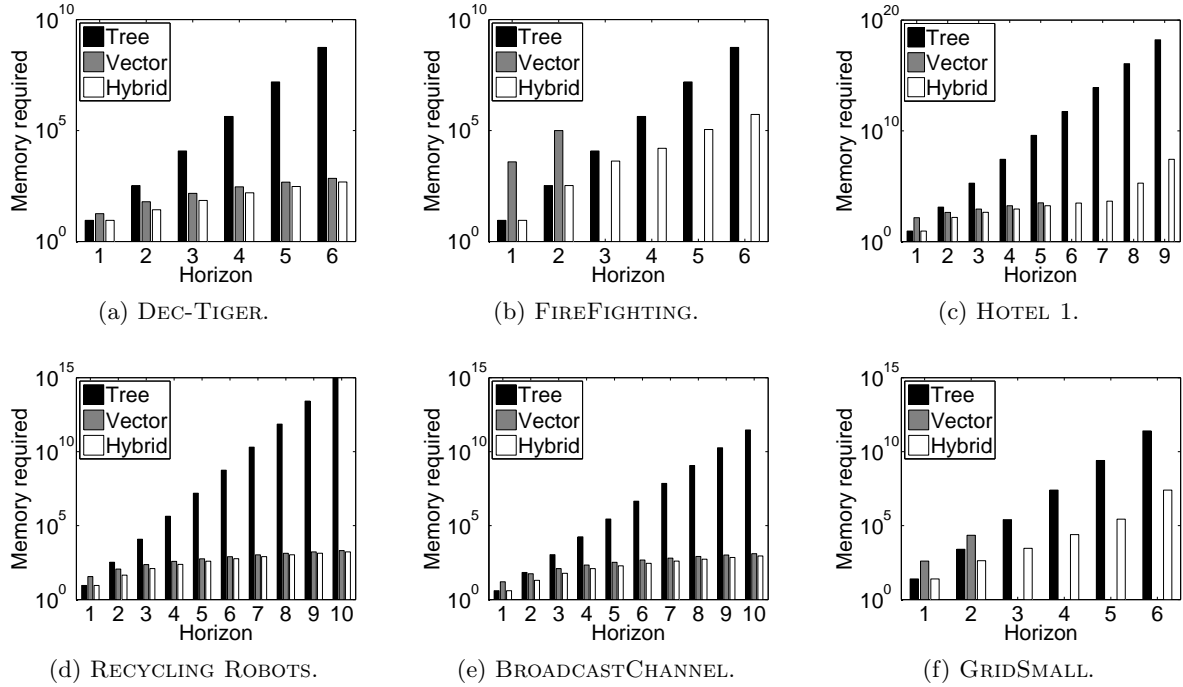 10^10
10^5
10^0
Memory required
Tree
Vector
Hybrid
1 2 3 4 5 6
Horizon
(a) DEC-TIGER.
10^10
10^5
10^0
Memory required
Tree
Vector
Hybrid
1 2 3 4 5 6
Horizon
(b) FIREFIGHTING.
10^20
10^10
10^0
Memory required
Tree
Vector
Hybrid
1 2 3 4 5 6 7 8 9
Horizon
(c) HOTEL 1.
10^15
10^10
10^5
10^0
Memory required
Tree
Vector
Hybrid
1 2 3 4 5 6 7 8 9 10
Horizon
(d) RECYCLING ROBOTS.
10^15
10^10
10^5
10^0
Memory required
Tree
Vector
Hybrid
1 2 3 4 5 6 7 8 9 10
Horizon
(e) BROADCASTCHANNEL.
10^15
10^10
10^5
10^0
Memory required
Tree
Vector
Hybrid
1 2 3 4 5 6
Horizon
(f) GRIDSMALL.